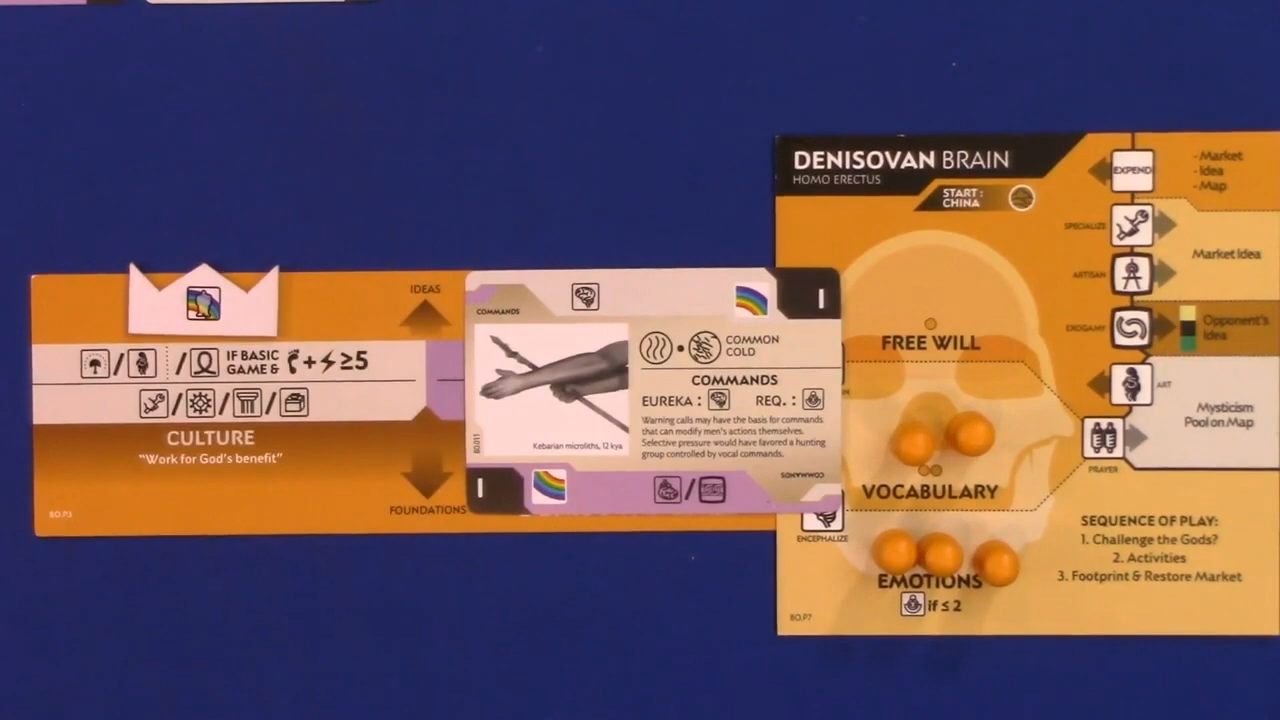 DENISOVAN BRAIN
HOMO ERECTUS
START:
CHINA
EXPEND
- Market
- Idea
- Map
SPECIALIZE
Market Idea
ARTISAN
EXOGAMY
Opponent's
Idea
ART
Mysticism
Pool on Map
PRAYER
FREE WILL
VOCABULARY
ENCEPHALIZE
EMOTIONS
if ≤ 2
SEQUENCE OF PLAY:
1. Challenge the Gods?
2. Activities
3. Footprint & Restore Market
BO.P7
IDEAS
IF BASIC
GAME & + ≥5
CULTURE
"Work for God's benefit"
FOUNDATIONS
BO.P3
COMMANDS
1
COMMON
COLD
COMMANDS
EUREKA : REQ. :
Warning calls may have the basis for commands
that can modify men's actions themselves.
Selective pressure would have favored a hunting
group controlled by vocal commands.
Kebarian microliths, 12 kya
BO.011
COMMANDS
1